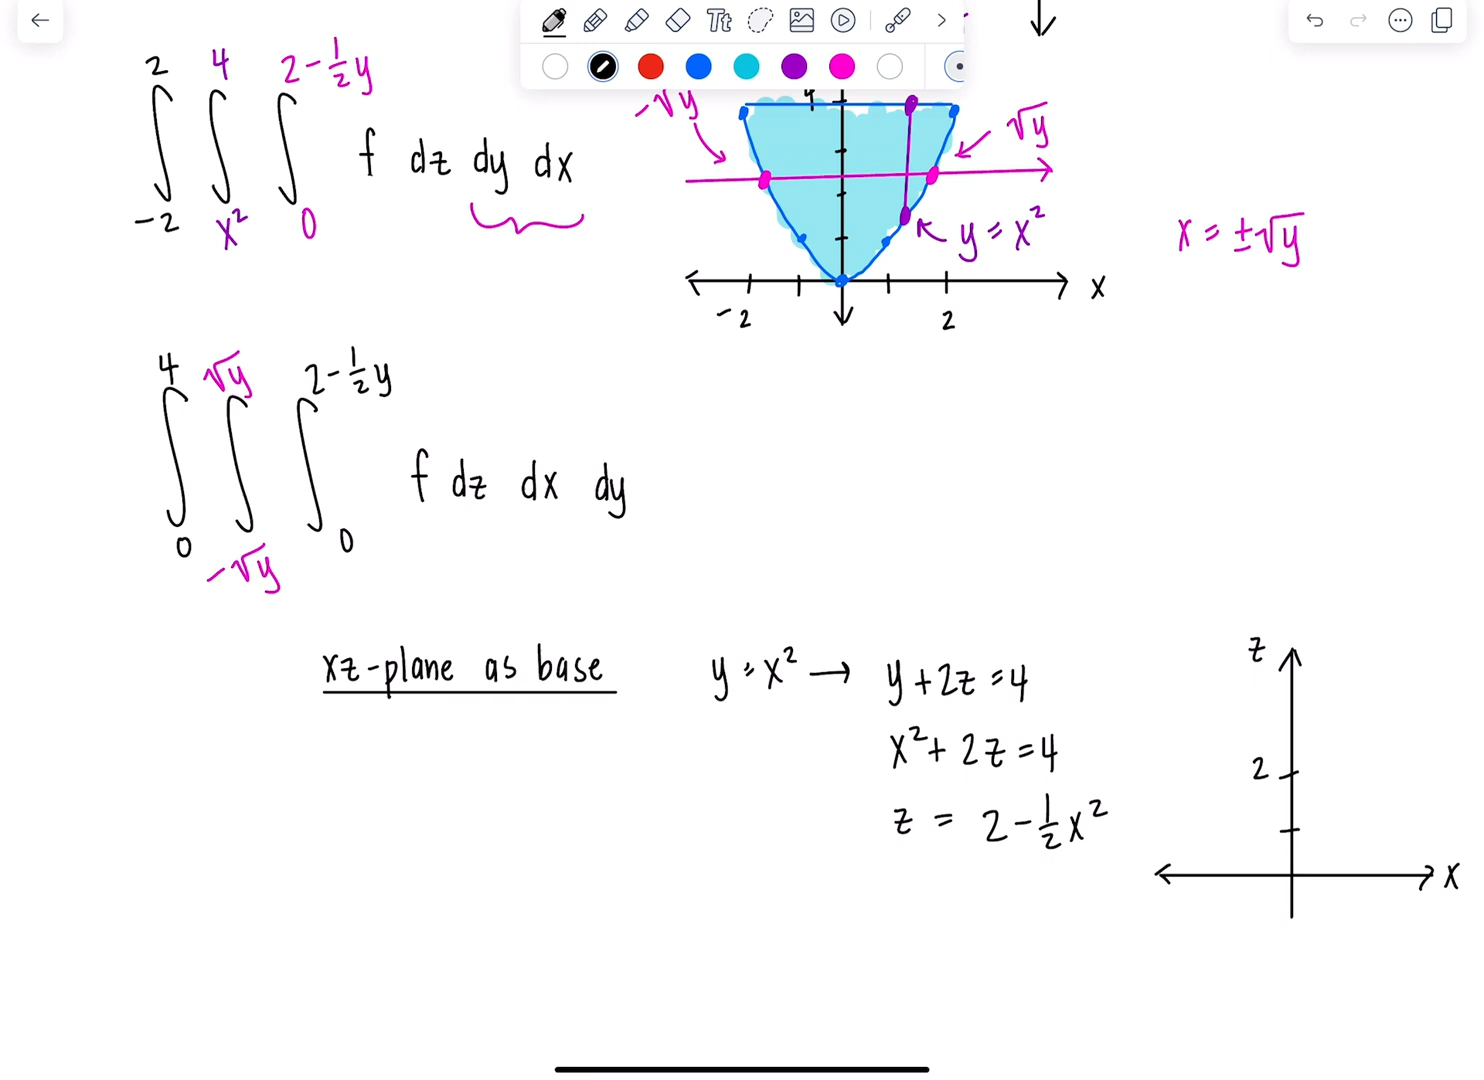 Tt
∫_{-2}^{2} ∫_{x²}^{4} ∫_{0}^{2-½y} f dz dy dx
4
-√y
√y
y = x²
x = ±√y
x
-2
2
∫_{0}^{4} ∫_{-√y}^{√y} ∫_{0}^{2-½y} f dz dx dy
xz-plane as base
y = x² → y + 2z = 4
x² + 2z = 4
z = 2 - ½x²
z
2
x